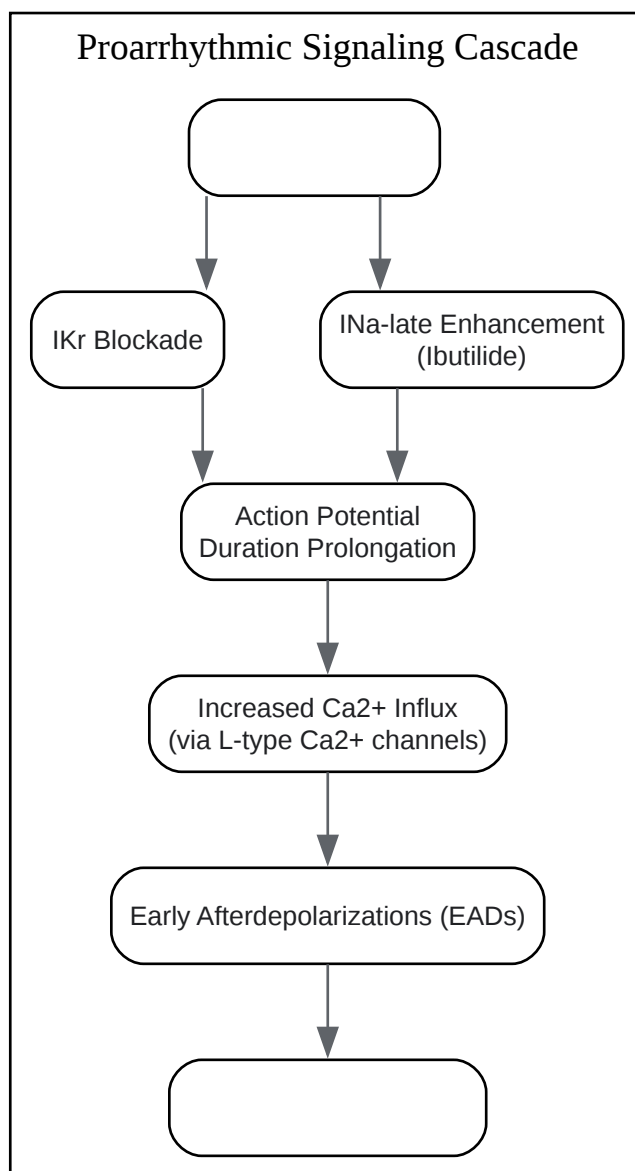 Proarrhythmic Signaling Cascade
IKr Blockade
INa-late Enhancement
(Ibutilide)
Action Potential
Duration Prolongation
Increased Ca2+ Influx
(via L-type Ca2+ channels)
Early Afterdepolarizations (EADs)